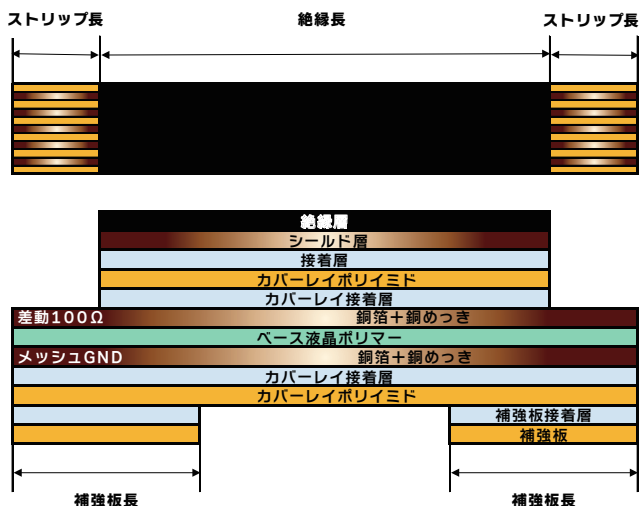 ストリップ長 絶縁長 ストリップ長
絶縁層
シールド層
接着層
カバーレイポリイミド
カバーレイ接着層
差動100Ω 銅箔+銅めっき
ベース液晶ポリマー
メッシュGND 銅箔+銅めっき
カバーレイ接着層
カバーレイポリイミド
補強板接着層
補強板
補強板長 補強板長